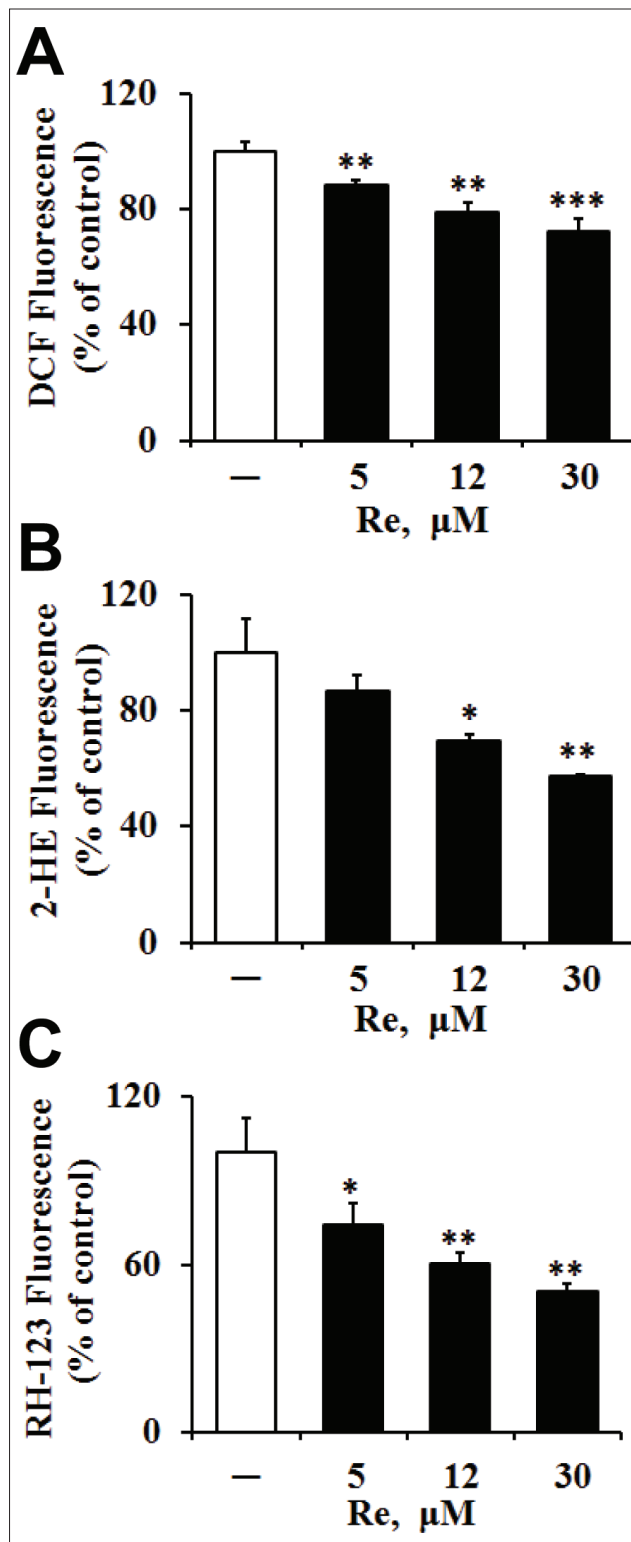 A
DCF Fluorescence
(% of control)
120
80
40
0
**
**
***
— 5 12 30
Re, μM
B
2-HE Fluorescence
(% of control)
120
80
40
0
*
**
— 5 12 30
Re, μM
C
RH-123 Fluorescence
(% of control)
120
60
0
*
**
**
— 5 12 30
Re, μM